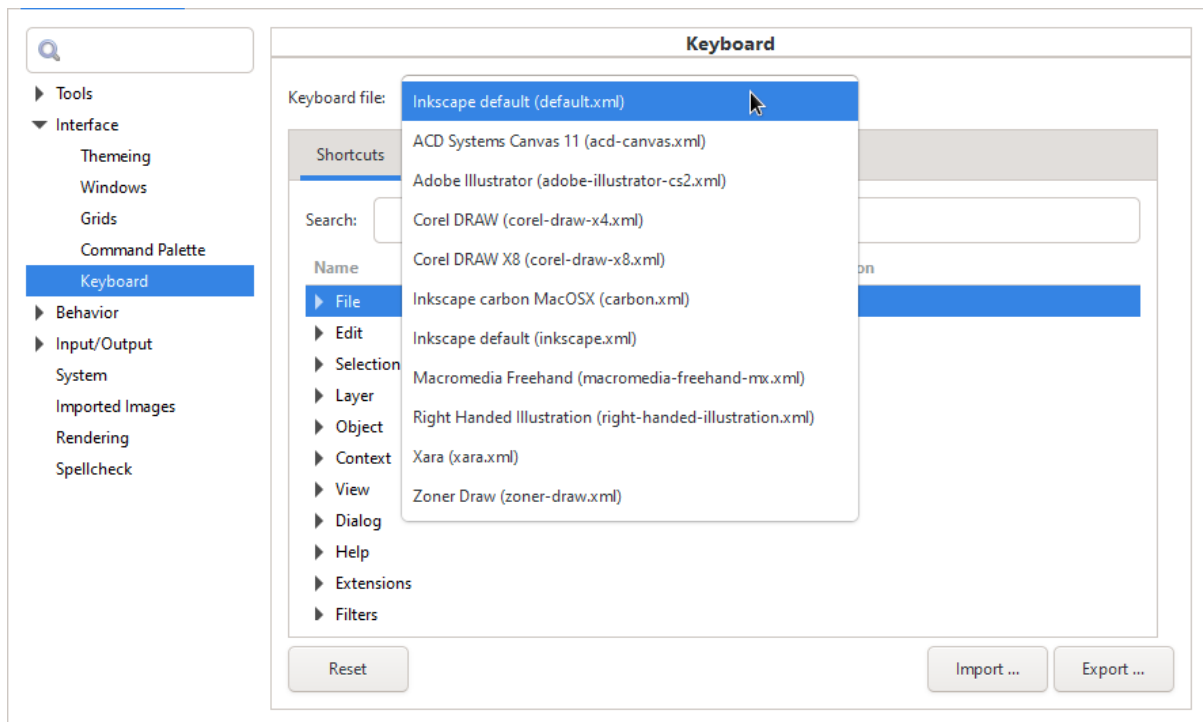 Keyboard
Tools
Interface
Themeing
Windows
Grids
Command Palette
Keyboard
Behavior
Input/Output
System
Imported Images
Rendering
Spellcheck
Keyboard file:
Inkscape default (default.xml)
ACD Systems Canvas 11 (acd-canvas.xml)
Adobe Illustrator (adobe-illustrator-cs2.xml)
Corel DRAW (corel-draw-x4.xml)
Corel DRAW X8 (corel-draw-x8.xml)
Inkscape carbon MacOSX (carbon.xml)
Inkscape default (inkscape.xml)
Macromedia Freehand (macromedia-freehand-mx.xml)
Right Handed Illustration (right-handed-illustration.xml)
Xara (xara.xml)
Zoner Draw (zoner-draw.xml)
Shortcuts
Search:
Name
File
Edit
Selection
Layer
Object
Context
View
Dialog
Help
Extensions
Filters
Reset
Import ...
Export ...